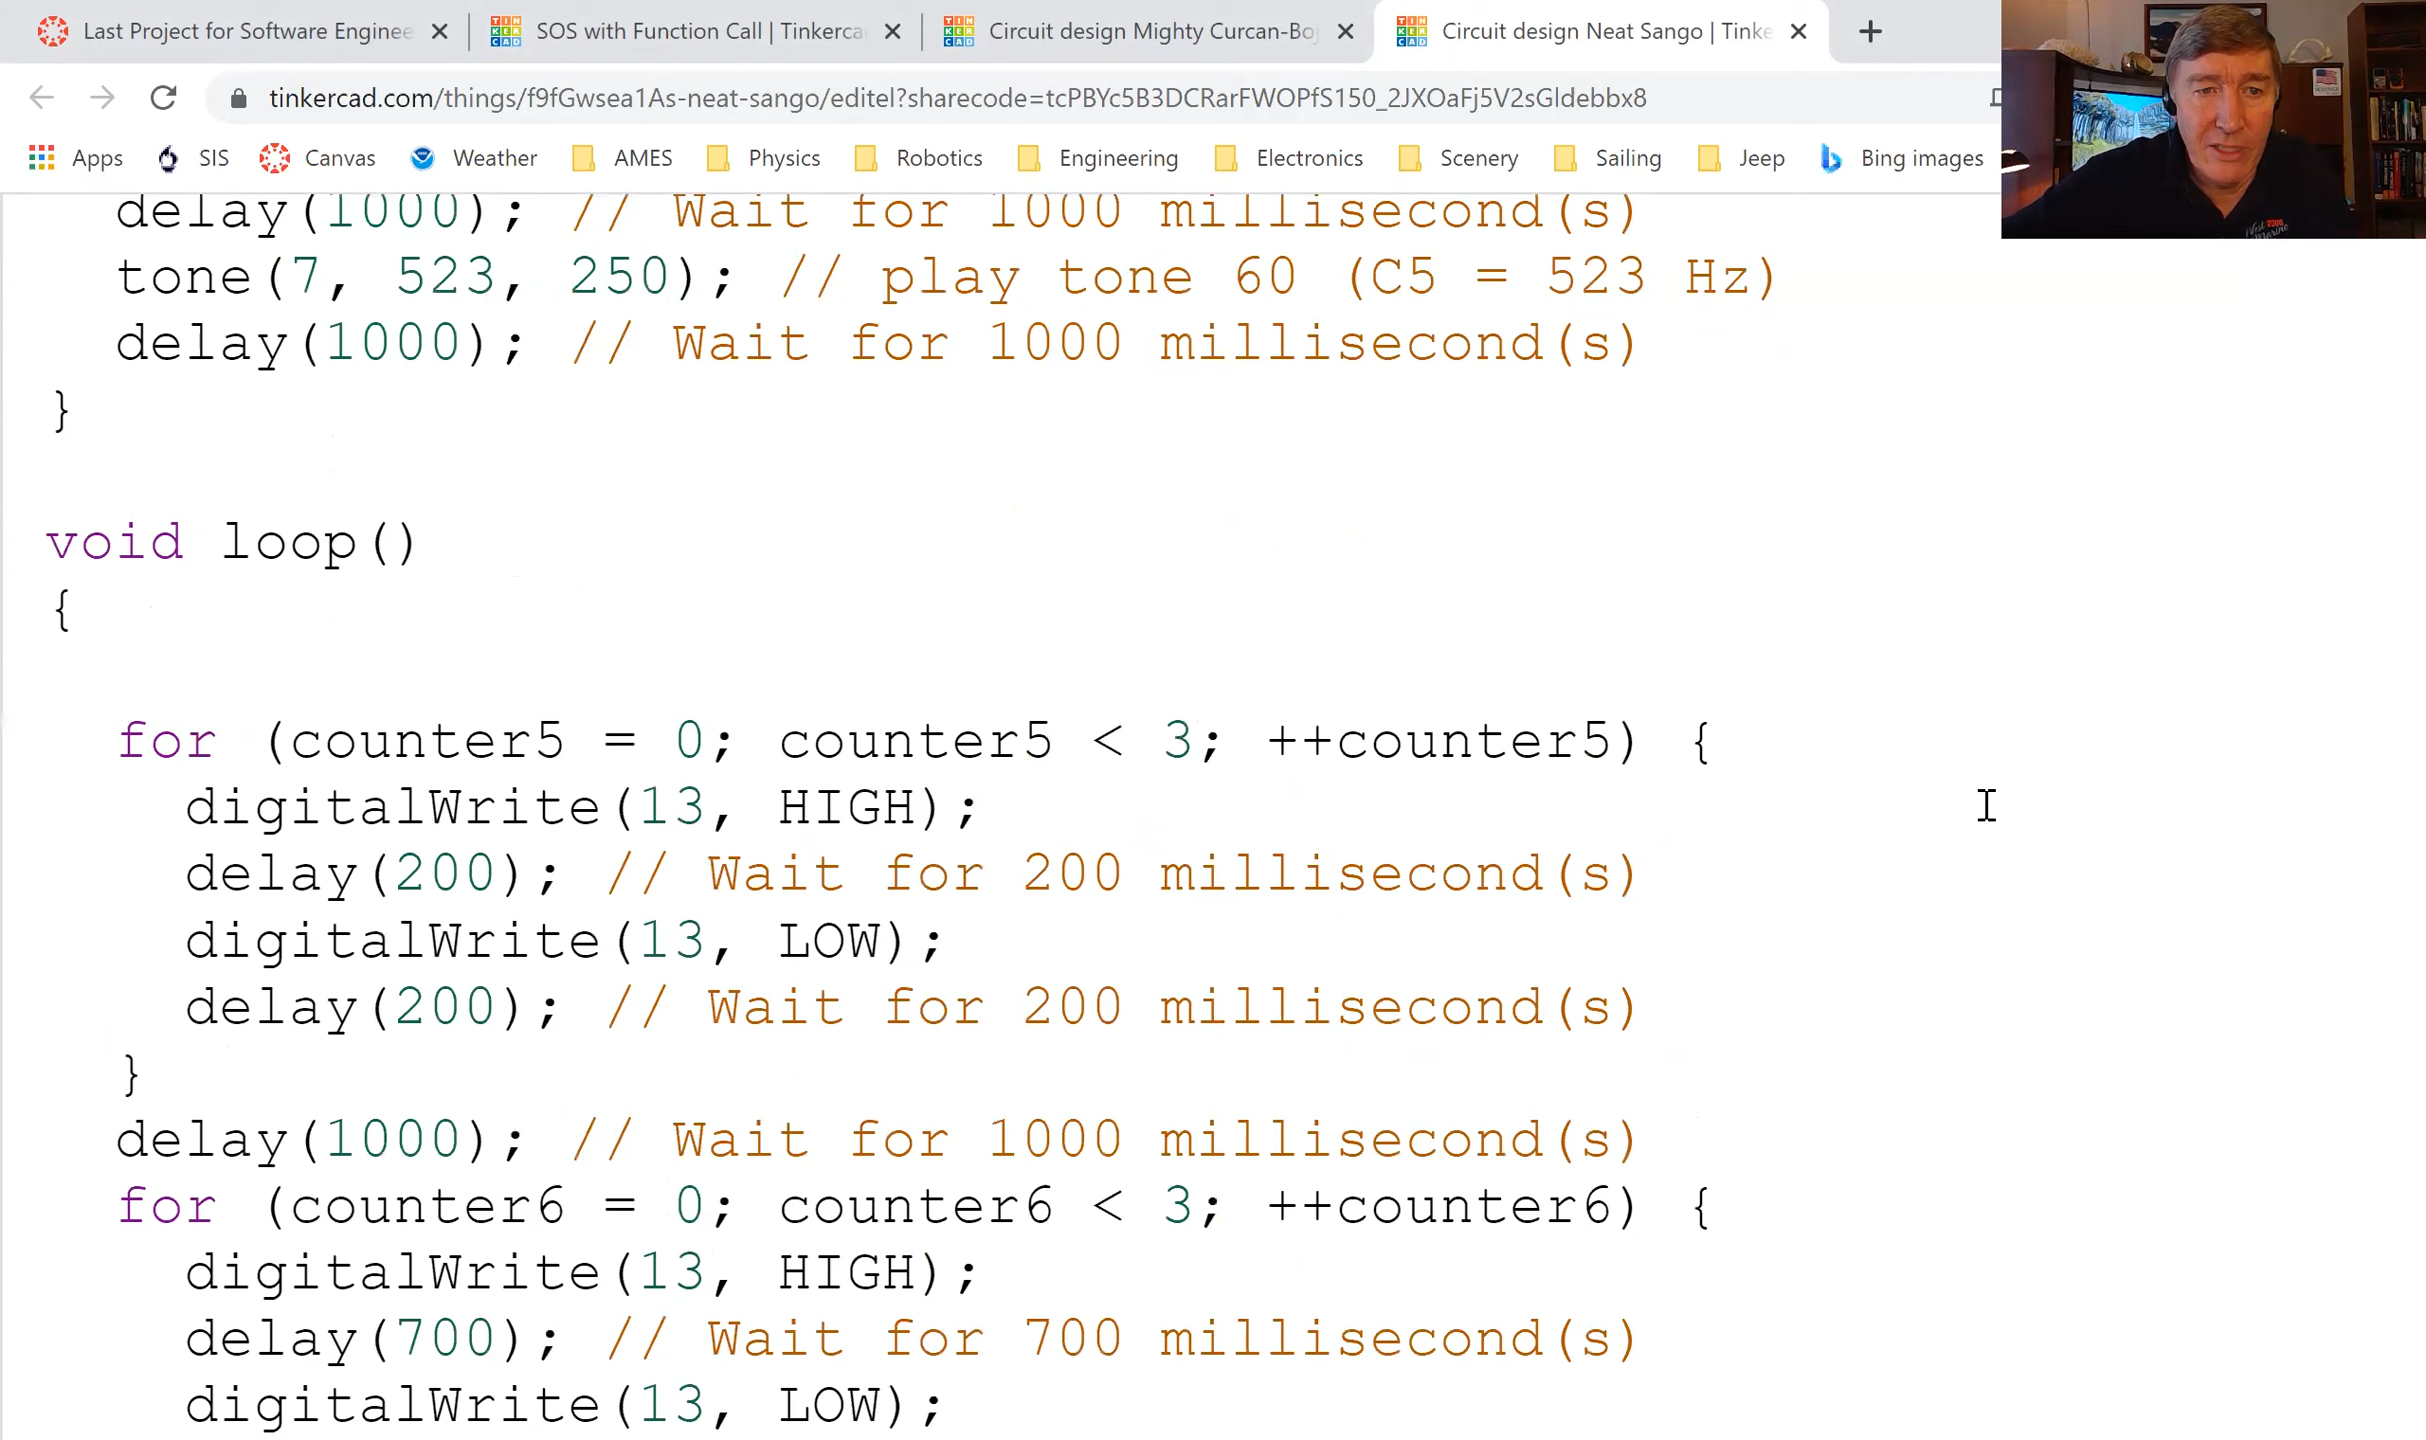 Last Project for Software Enginee
SOS with Function Call | Tinkerca
Circuit design Mighty Curcan-Boj
Circuit design Neat Sango | Tinke
tinkercad.com/things/f9fGwsea1As-neat-sango/editel?sharecode=tcPBYc5B3DCRarFWOPfS150_2JXOaFj5V2sGldebbx8
Apps SIS Canvas Weather AMES Physics Robotics Engineering Electronics Scenery Sailing Jeep Bing images
delay(1000); // Wait for 1000 millisecond(s)
tone(7, 523, 250); // play tone 60 (C5 = 523 Hz)
delay(1000); // Wait for 1000 millisecond(s)
}
void loop()
{
for (counter5 = 0; counter5 < 3; ++counter5) {
digitalWrite(13, HIGH);
delay(200); // Wait for 200 millisecond(s)
digitalWrite(13, LOW);
delay(200); // Wait for 200 millisecond(s)
}
delay(1000); // Wait for 1000 millisecond(s)
for (counter6 = 0; counter6 < 3; ++counter6) {
digitalWrite(13, HIGH);
delay(700); // Wait for 700 millisecond(s)
digitalWrite(13, LOW);